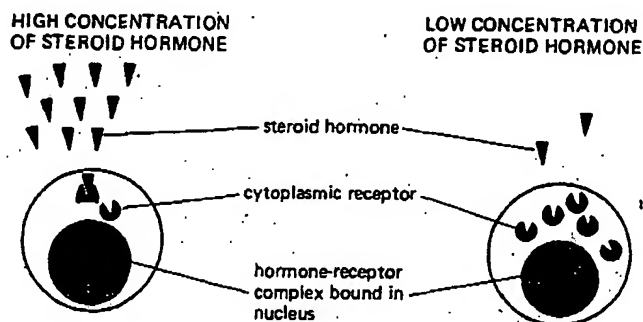 HIGH CONCENTRATION
OF STEROID HORMONE
LOW CONCENTRATION
OF STEROID HORMONE
steroid hormone
cytoplasmic receptor
hormone-receptor
complex bound in
nucleus